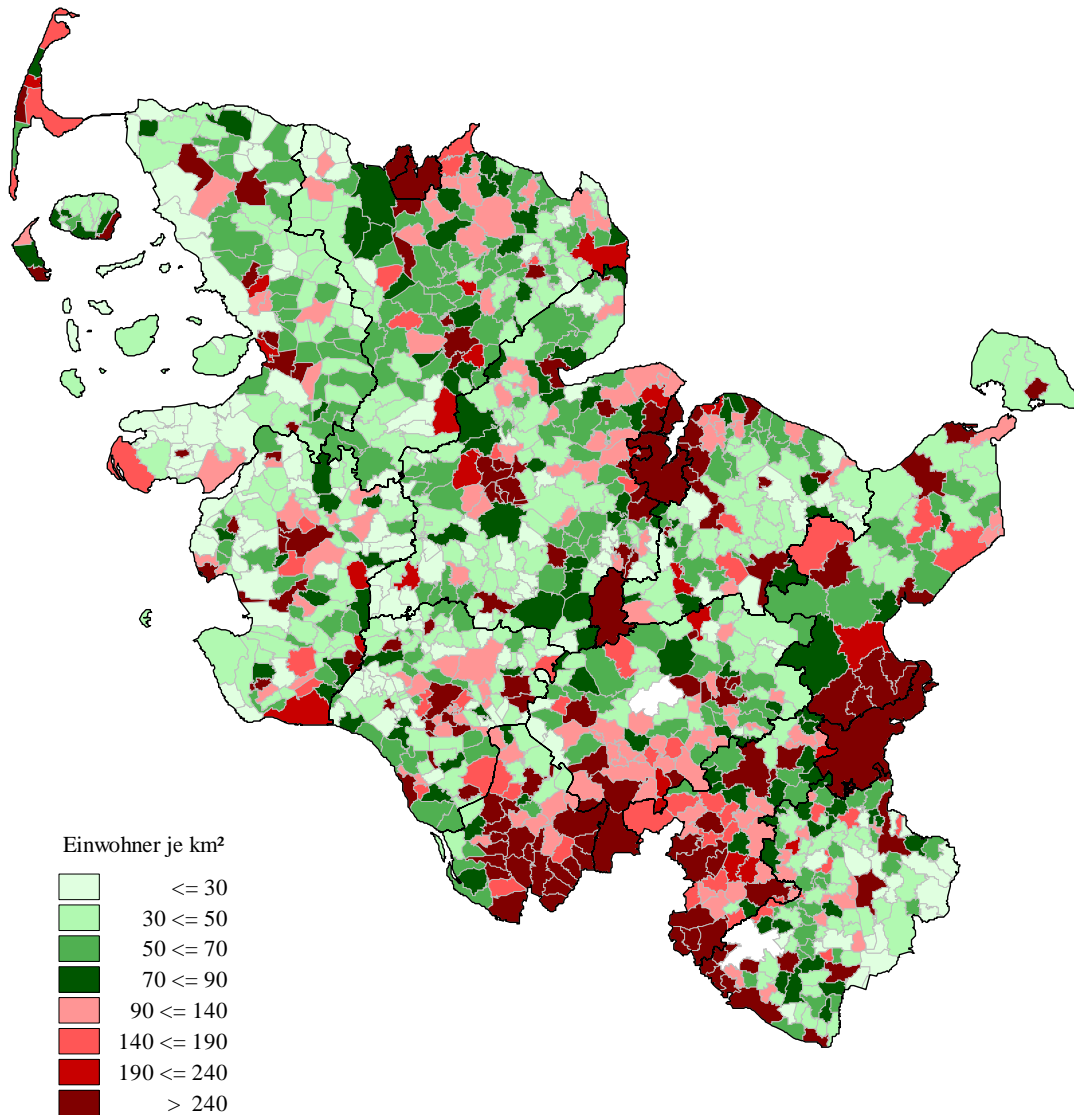 Einwohner je km²
<= 30
30 <= 50
50 <= 70
70 <= 90
90 <= 140
140 <= 190
190 <= 240
> 240